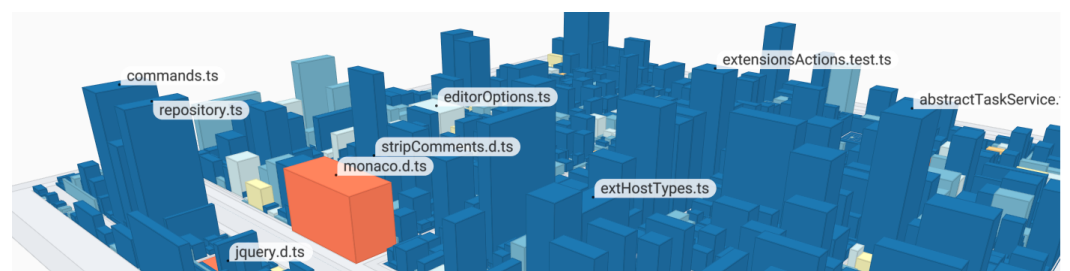 extensionsActions.test.ts
commands.ts
editorOptions.ts
abstractTaskService.
repository.ts
stripComments.d.ts
monaco.d.ts
extHostTypes.ts
jquery.d.ts